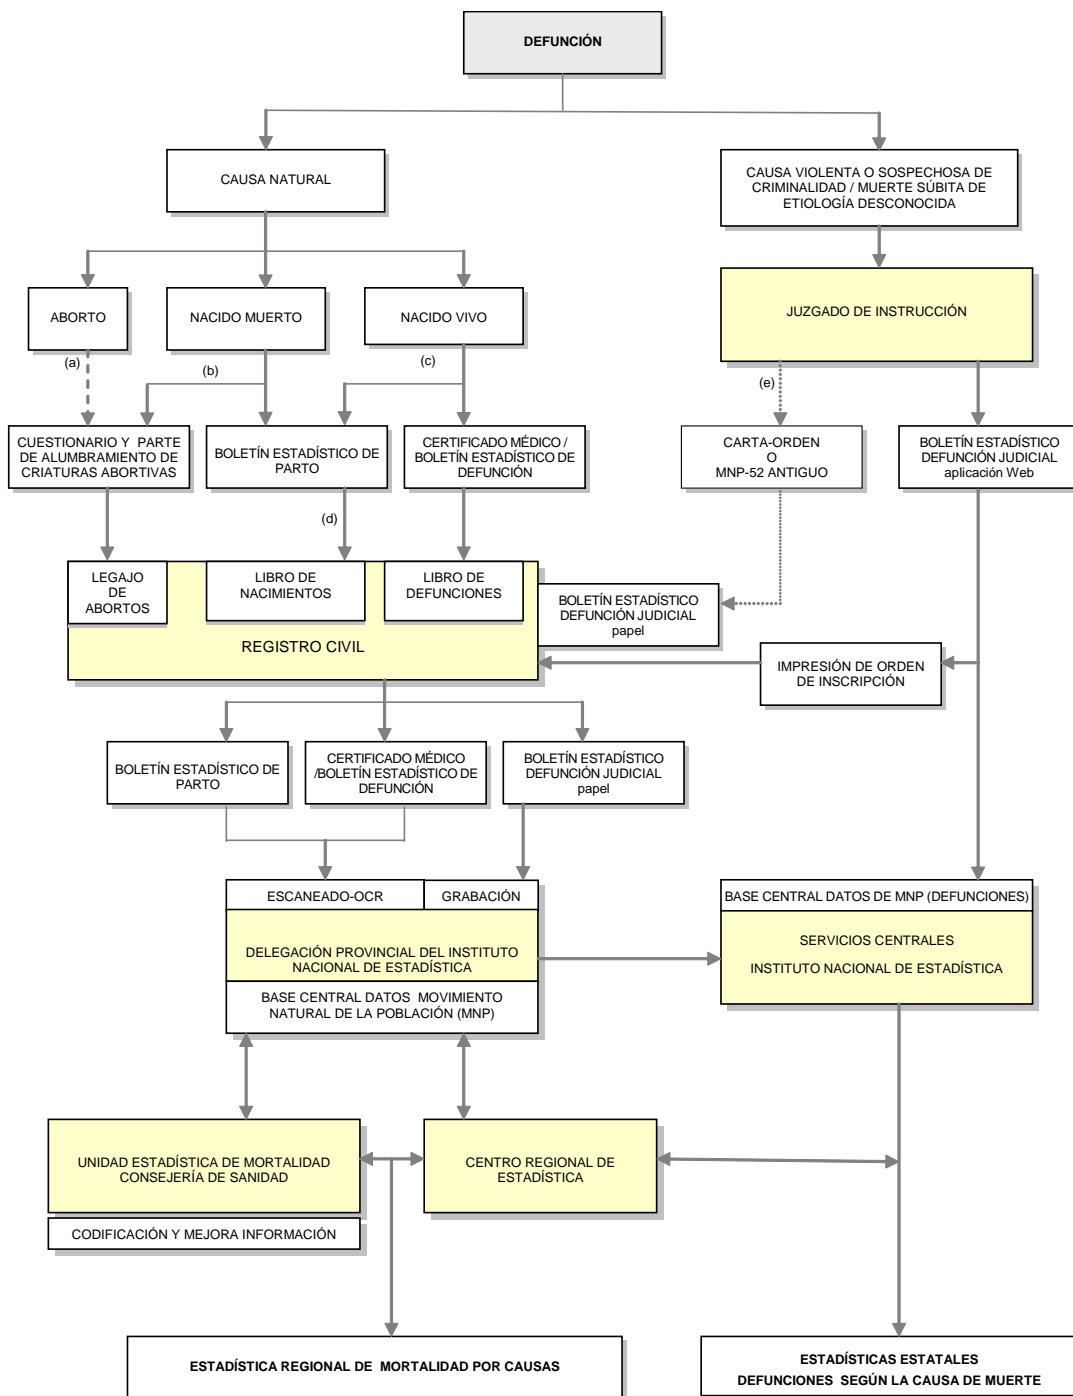 DEFUNCIÓN
CAUSA NATURAL
CAUSA VIOLENTA O SOSPECHOSA DE
CRIMINALIDAD / MUERTE SÚBITA DE
ETIOLOGÍA DESCONOCIDA
ABORTO
NACIDO MUERTO
NACIDO VIVO
JUZGADO DE INSTRUCCIÓN
(a)
(b)
(c)
(e)
CUESTIONARIO Y PARTE
DE ALUMBRAMIENTO DE
CRIATURAS ABORTIVAS
BOLETÍN ESTADÍSTICO DE
PARTO
CERTIFICADO MÉDICO /
BOLETÍN ESTADÍSTICO DE
DEFUNCIÓN
CARTA-ORDEN
O
MNP-52 ANTIGUO
BOLETÍN ESTADÍSTICO
DEFUNCIÓN JUDICIAL
aplicación Web
(d)
LEGAJO
DE
ABORTOS
LIBRO DE
NACIMIENTOS
LIBRO DE
DEFUNCIONES
REGISTRO CIVIL
BOLETÍN ESTADÍSTICO
DEFUNCIÓN JUDICIAL
papel
IMPRESIÓN DE ORDEN
DE INSCRIPCIÓN
BOLETÍN ESTADÍSTICO DE
PARTO
CERTIFICADO MÉDICO
/BOLETÍN ESTADÍSTICO DE
DEFUNCIÓN
BOLETÍN ESTADÍSTICO
DEFUNCIÓN JUDICIAL
papel
ESCANEADO-OCR
GRABACIÓN
DELEGACIÓN PROVINCIAL DEL INSTITUTO
NACIONAL DE ESTADÍSTICA
BASE CENTRAL DATOS MOVIMIENTO
NATURAL DE LA POBLACIÓN (MNP)
BASE CENTRAL DATOS DE MNP (DEFUNCIONES)
SERVICIOS CENTRALES
INSTITUTO NACIONAL DE ESTADÍSTICA
UNIDAD ESTADÍSTICA DE MORTALIDAD
CONSEJERÍA DE SANIDAD
CODIFICACIÓN Y MEJORA INFORMACIÓN
CENTRO REGIONAL DE
ESTADÍSTICA
ESTADÍSTICA REGIONAL DE MORTALIDAD POR CAUSAS
ESTADÍSTICAS ESTATALES
DEFUNCIONES SEGÚN LA CAUSA DE MUERTE